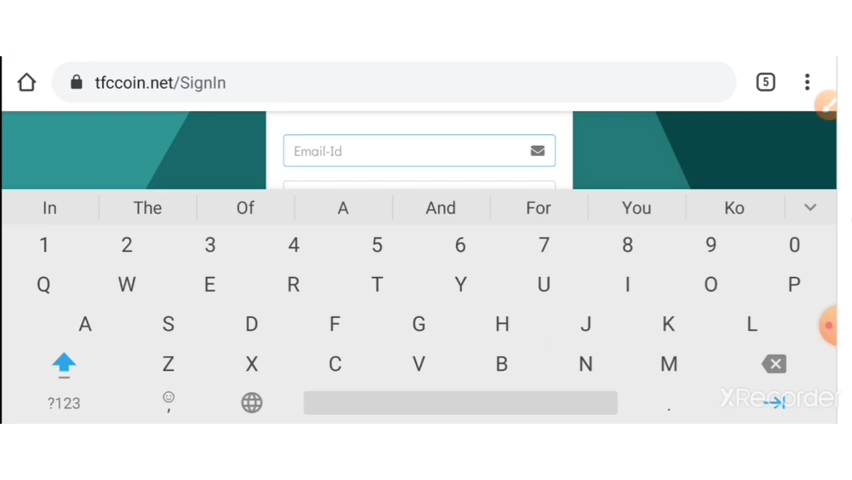 5
tfccoin.net/SignIn
Email-Id
In The Of A And For You Ko
1 2 3 4 5 6 7 8 9 0
Q W E R T Y U I O P
A S D F G H J K L
Z X C V B N M
?123 , .
XRecorder